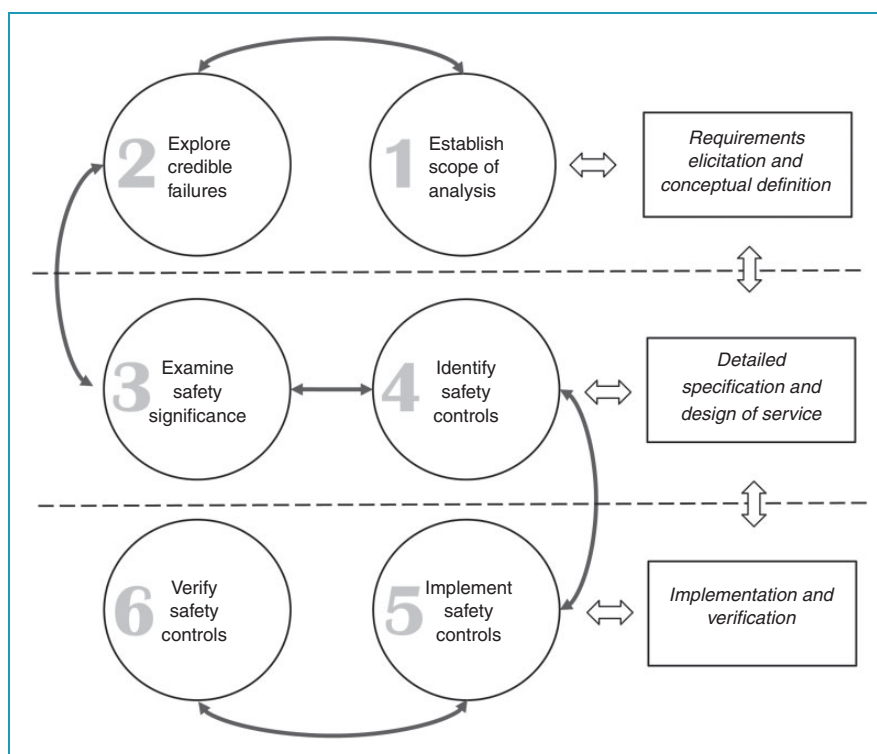 2
Explore
credible
failures
1
Establish
scope of
analysis
Requirements
elicitation and
conceptual definition
3
Examine
safety
significance
4
Identify
safety
controls
Detailed
specification and
design of service
6
Verify
safety
controls
5
Implement
safety
controls
Implementation and
verification